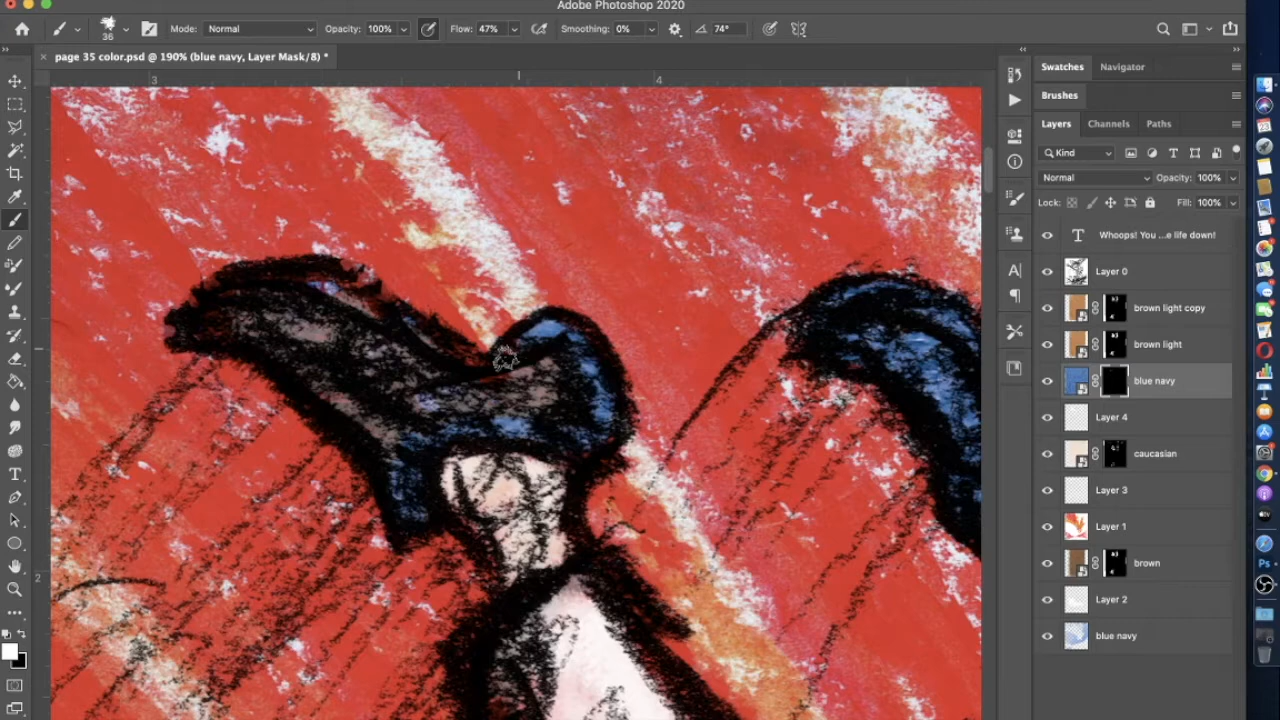 Adobe Photoshop 2020
36
Mode: Normal
Opacity: 100%
Flow: 47%
Smoothing: 0%
74°
page 35 color.psd @ 190% (blue navy, Layer Mask/8) *
3
4
2
Swatches
Navigator
Brushes
Layers
Channels
Paths
Kind
Normal
Opacity: 100%
Lock:
Fill: 100%
Whoops! You ...e life down!
Layer 0
brown light copy
brown light
blue navy
Layer 4
caucasian
Layer 3
Layer 1
brown
Layer 2
blue navy